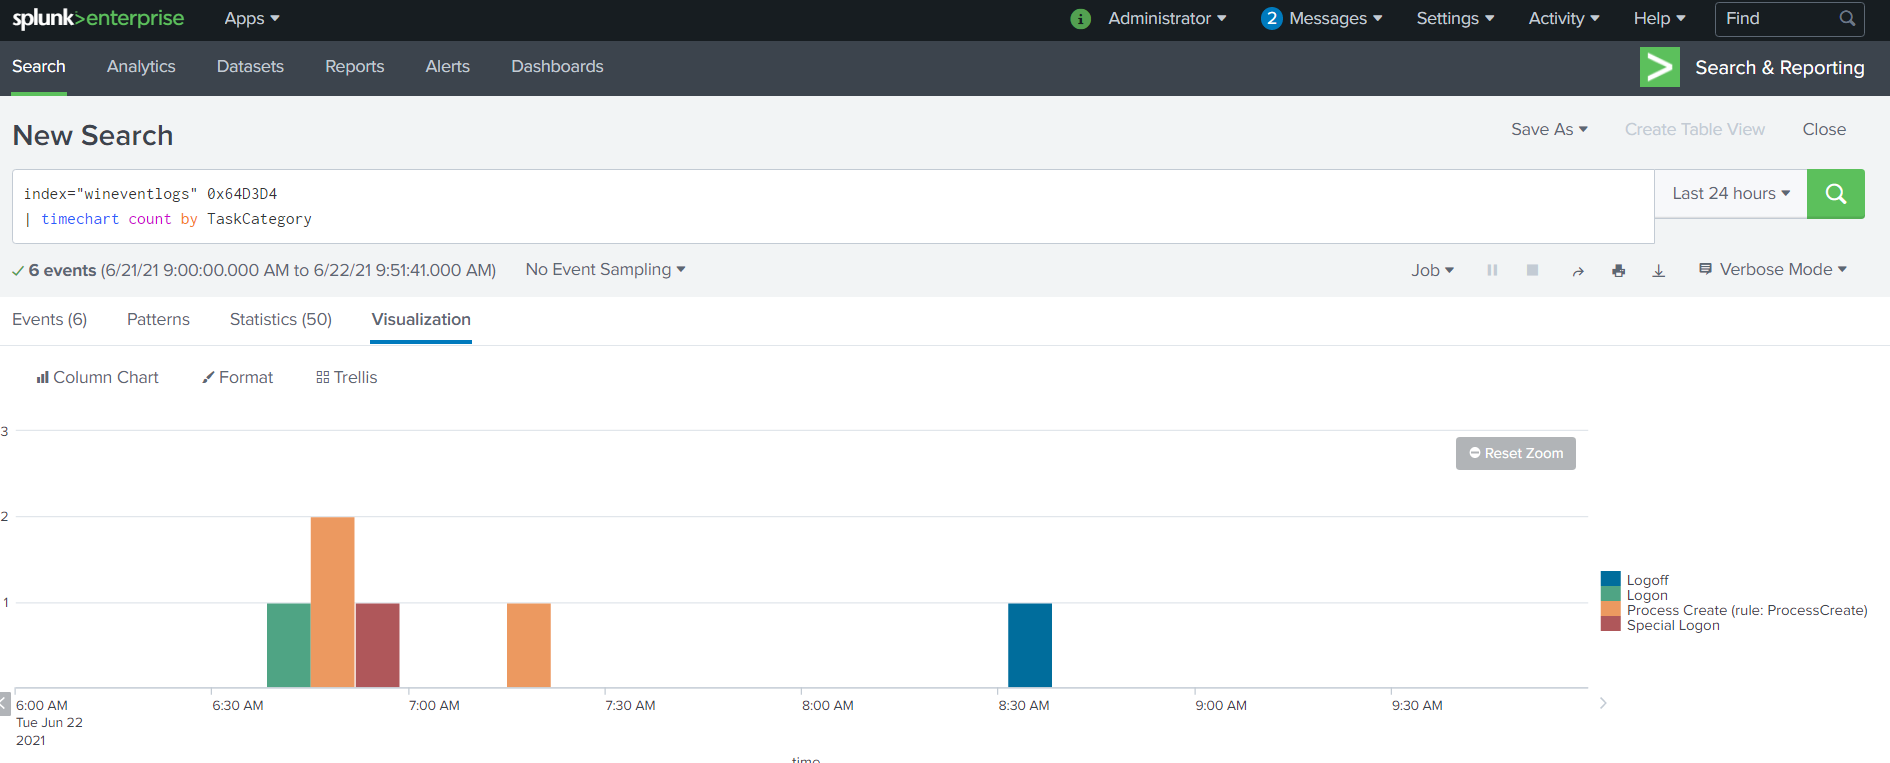 splunk>enterprise Apps Administrator 2 Messages Settings Activity Help Find
Search Analytics Datasets Reports Alerts Dashboards Search & Reporting
New Search Save As Create Table View Close
index="wineventlogs" 0x64D3D4
| timechart count by TaskCategory
Last 24 hours
6 events (6/21/21 9:00:00.000 AM to 6/22/21 9:51:41.000 AM) No Event Sampling Job Verbose Mode
Events (6) Patterns Statistics (50) Visualization
Column Chart Format Trellis
3
Reset Zoom
2
1
Logoff
Logon
Process Create (rule: ProcessCreate)
Special Logon
6:00 AM 6:30 AM 7:00 AM 7:30 AM 8:00 AM 8:30 AM 9:00 AM 9:30 AM
Tue Jun 22
2021
time